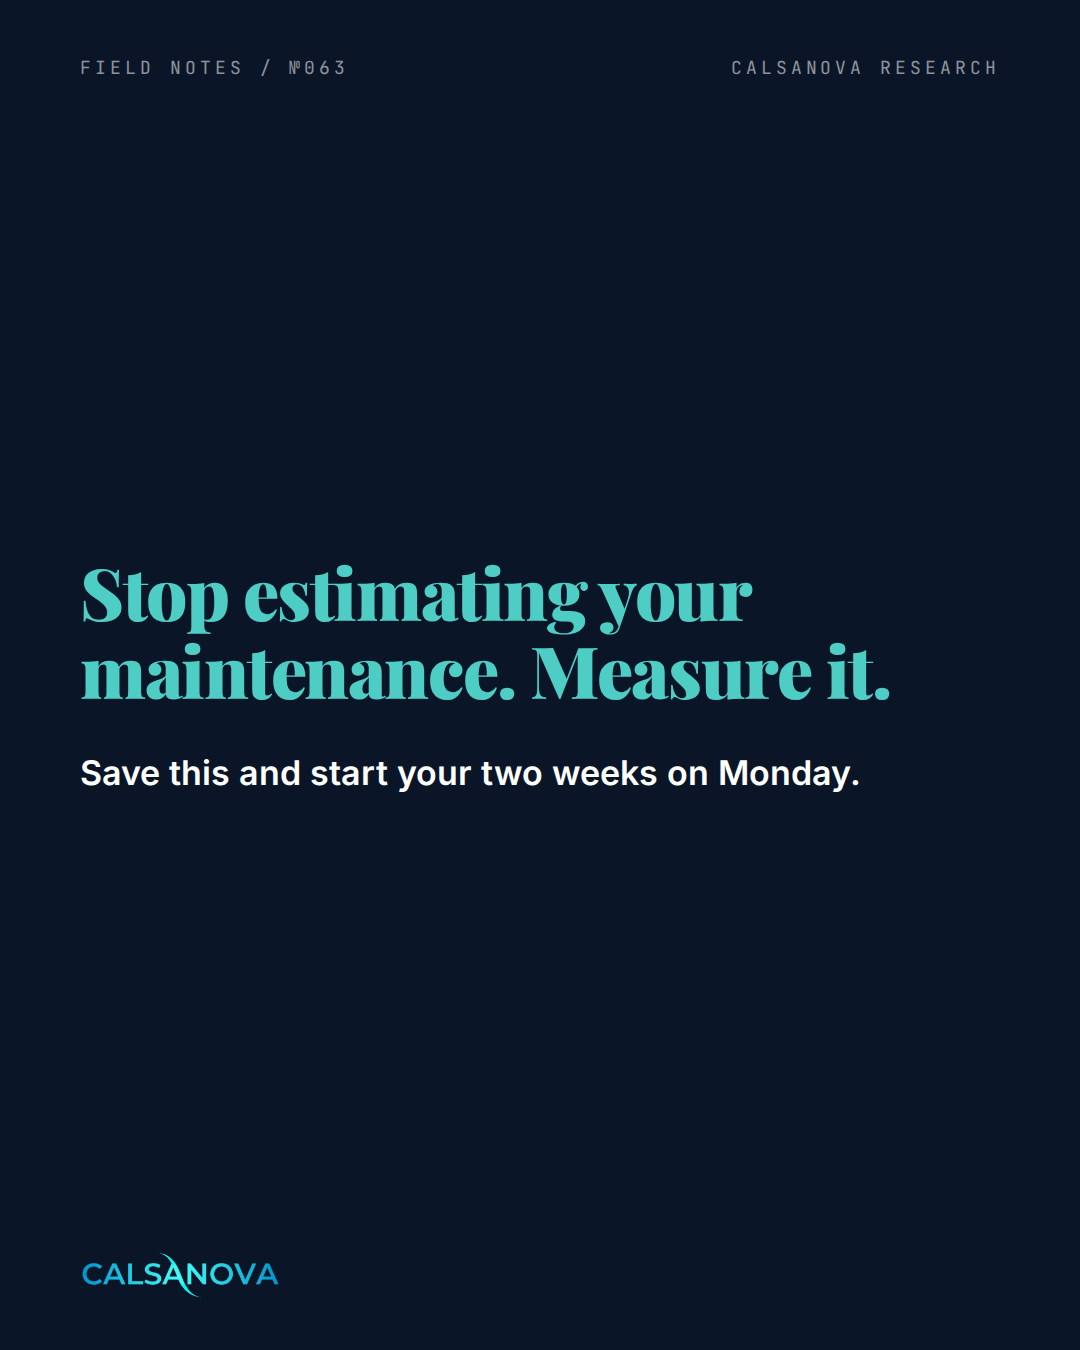 FIELD NOTES / №063
CALSANOVA RESEARCH
Stop estimating your
maintenance. Measure it.
Save this and start your two weeks on Monday.
CALSANOVA